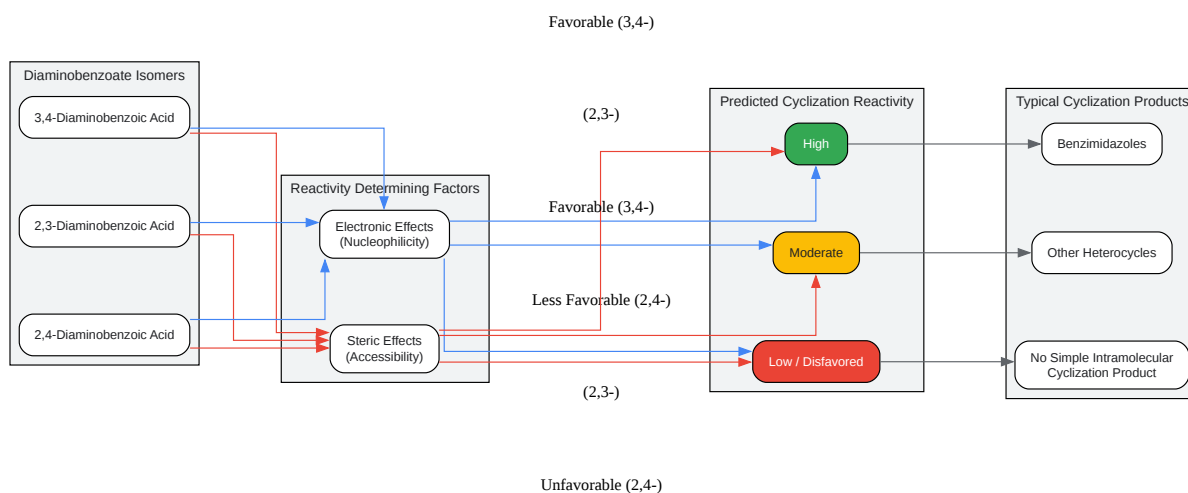 Favorable (3,4-)
Diaminobenzoate Isomers
3,4-Diaminobenzoic Acid
2,3-Diaminobenzoic Acid
2,4-Diaminobenzoic Acid
Reactivity Determining Factors
Electronic Effects
(Nucleophilicity)
Steric Effects
(Accessibility)
(2,3-)
Favorable (3,4-)
Less Favorable (2,4-)
(2,3-)
Unfavorable (2,4-)
Predicted Cyclization Reactivity
High
Moderate
Low / Disfavored
Typical Cyclization Products
Benzimidazoles
Other Heterocycles
No Simple Intramolecular
Cyclization Product